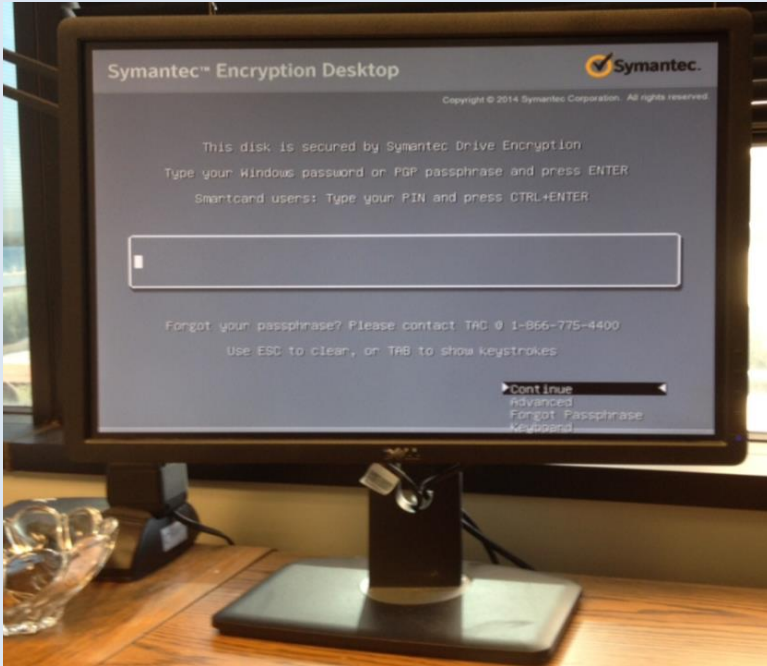 Symantec™ Encryption Desktop
Symantec.
Copyright © 2014 Symantec Corporation. All rights reserved.
This disk is secured by Symantec Drive Encryption
Type your Windows password or PGP passphrase and press ENTER
Smartcard users: Type your PIN and press CTRL+ENTER
Forgot your passphrase? Please contact TAC @ 1-866-775-4400
Use ESC to clear, or TAB to show keystrokes
Continue
Advanced
Forgot Passphrase
Keyboard
DELL